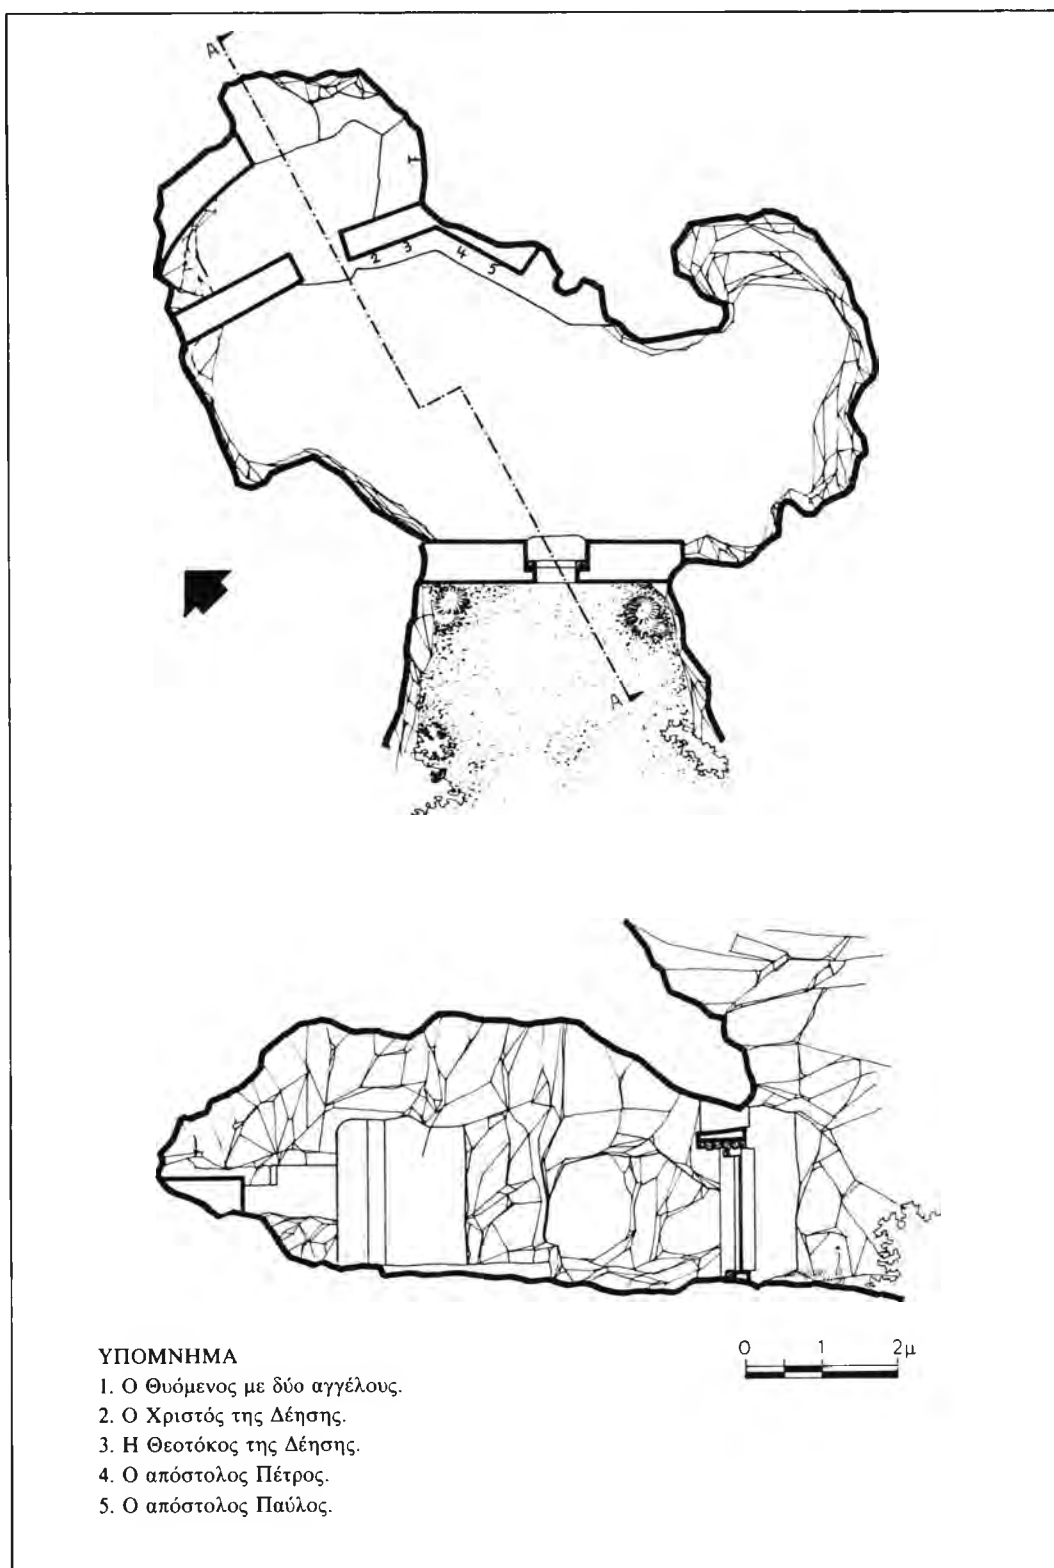 A
1
2 3 4 5
A
0 1 2μ
ΥΠΟΜΝΗΜΑ
1. Ο Θυόμενος με δύο αγγέλους.
2. Ο Χριστός της Δέησης.
3. Η Θεοτόκος της Δέησης.
4. Ο απόστολος Πέτρος.
5. Ο απόστολος Παύλος.